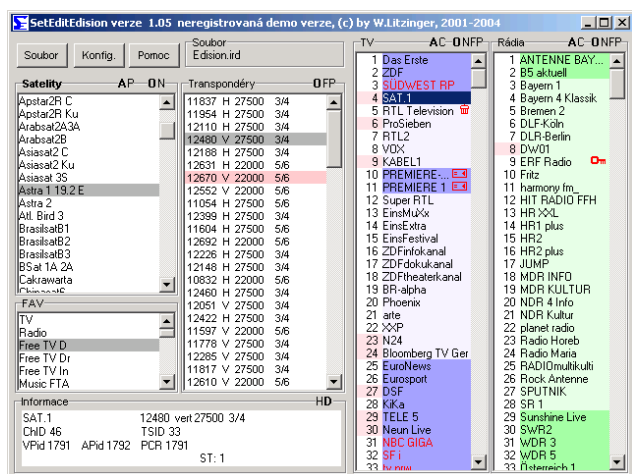 SetEditEdision verze 1.05 neregistrovaná demo verze, (c) by W.Litzinger, 2001-2004
Soubor
Konfig.
Pomoc
Soubor
Edision.ird
Satelity AP ON
Apstar2R C
Apstar2R Ku
Arabsat2A3A
Arabsat2B
Asiasat2 C
Asiasat2 Ku
Asiasat 3S
Astra 1 19.2 E
Astra 2
Atl. Bird 3
BrasilsatB1
BrasilsatB2
BrasilsatB3
BSat 1A 2A
Cakrawarta
FAV
TV
Radio
Free TV D
Free TV Dr
Free TV In
Music FTA
Transpondéry OFP
11837 H 27500 3/4
11954 H 27500 3/4
12110 H 27500 3/4
12480 V 27500 3/4
12188 H 27500 3/4
12631 H 22000 5/6
12670 V 22000 5/6
12552 V 22000 5/6
11054 H 27500 5/6
12399 H 27500 3/4
11604 H 27500 5/6
12692 H 22000 5/6
12226 H 27500 3/4
12148 H 27500 3/4
10832 H 22000 5/6
12460 H 27500 3/4
12051 V 27500 3/4
12422 H 27500 3/4
11597 V 22000 5/6
11778 V 27500 3/4
12285 V 27500 3/4
11817 V 27500 3/4
12610 V 22000 5/6
TV AC ONFP
1 Das Erste
2 ZDF
3 SÜDWEST RP
4 SAT.1
5 RTL Television
6 ProSieben
7 RTL2
8 VOX
9 KABEL1
10 PREMIERE-...
11 PREMIERE 1
12 Super RTL
13 EinsMuXx
14 EinsExtra
15 EinsFestival
16 ZDFinfokanal
17 ZDFdokukanal
18 ZDFtheaterkanal
19 BR-alpha
20 Phoenix
21 arte
22 XXP
23 N24
24 Bloomberg TV Ger
25 EuroNews
26 Eurosport
27 DSF
28 KiKa
29 TELE 5
30 Neun Live
31 NBC GIGA
32 SF i
33
Rádia AC ONFP
1 ANTENNE BAY...
2 B5 aktuell
3 Bayern 1
4 Bayern 4 Klassik
5 Bremen 2
6 DLF-Köln
7 DLR-Berlin
8 DW01
9 ERF Radio
10 Fritz
11 harmony fm_
12 HIT RADIO FFH
13 HR XXL
14 HR1 plus
15 HR2
16 HR2 plus
17 JUMP
18 MDR INFO
19 MDR KULTUR
20 NDR 4 Info
21 NDR Kultur
22 planet radio
23 Radio Horeb
24 Radio Maria
25 RADIOmultikulti
26 Rock Antenne
27 SPUTNIK
28 SR 1
29 Sunshine Live
30 SWR2
31 WDR 3
32 WDR 5
33 Österreich 1
Informace HD
SAT.1 12480 vert 27500 3/4
ChID 46 TSID 33
VPid 1791 APid 1792 PCR 1791
ST: 1